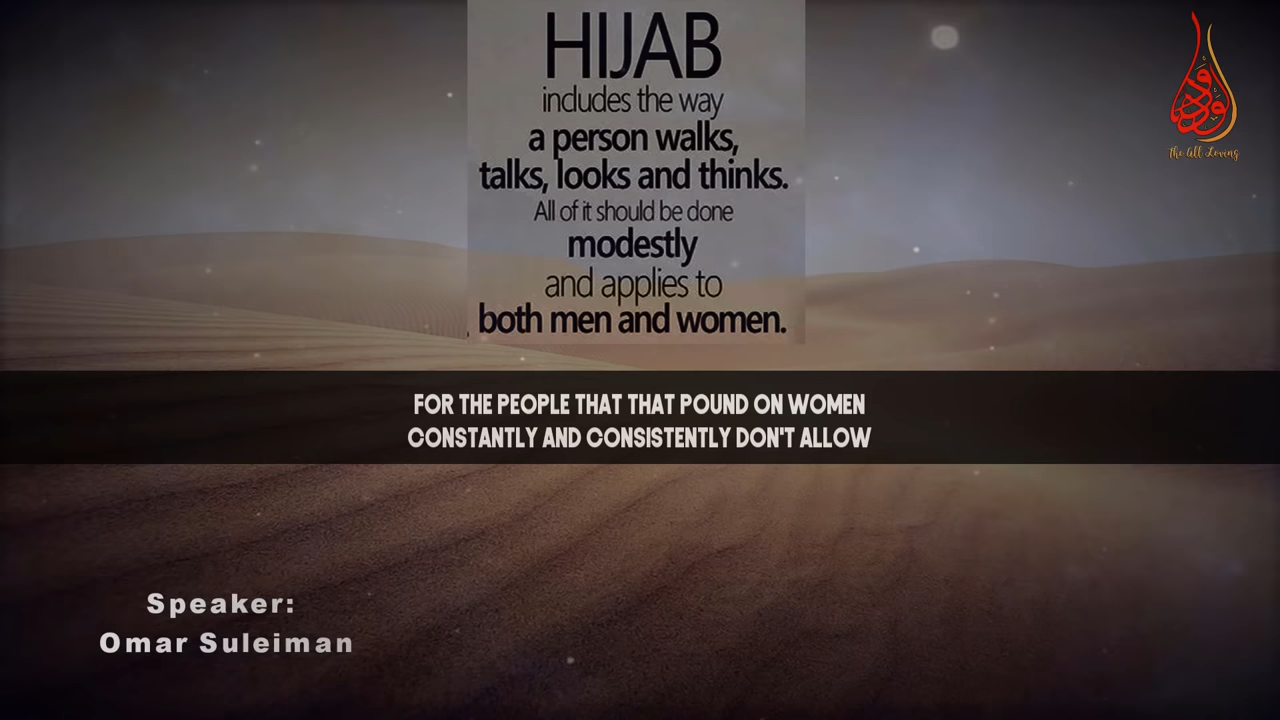 HIJAB
includes the way
a person walks,
talks, looks and thinks.
All of it should be done
modestly
and applies to
both men and women.
The All Loving
FOR THE PEOPLE THAT THAT POUND ON WOMEN
CONSTANTLY AND CONSISTENTLY DON'T ALLOW
Speaker:
Omar Suleiman